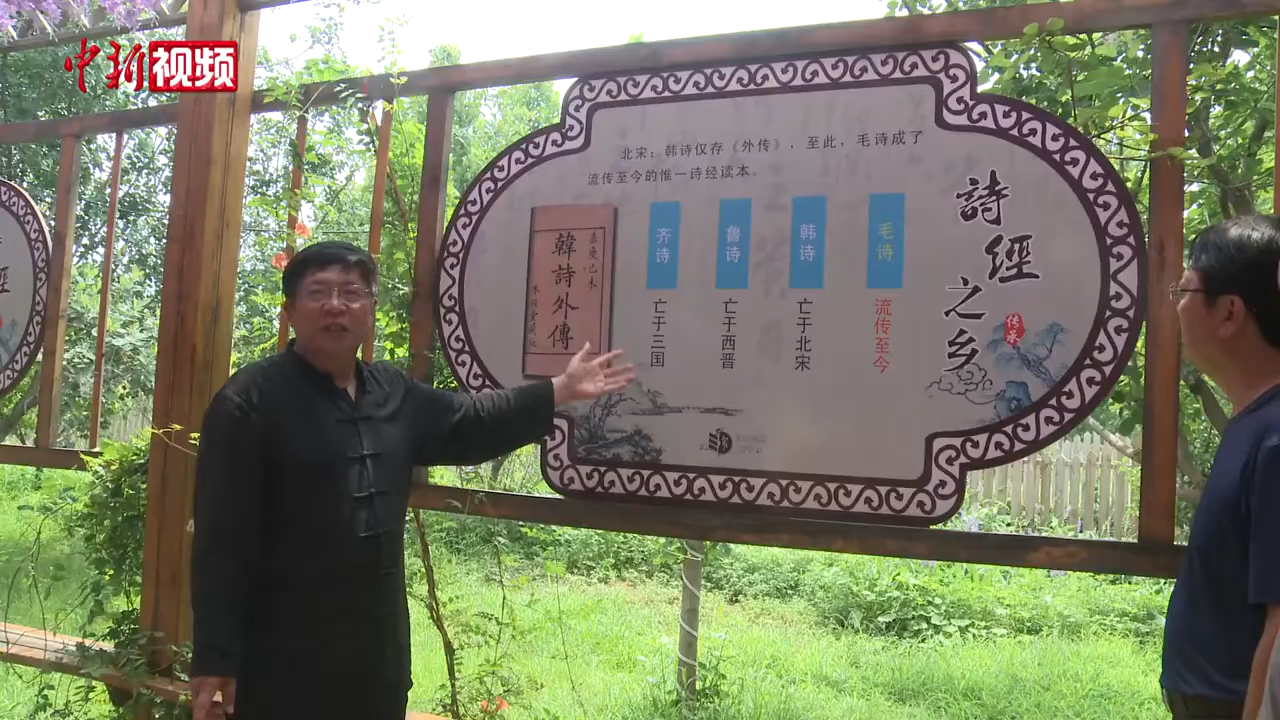 中新视频
北宋：韩诗仅存《外传》，至此，毛诗成了
流传至今的惟一诗经读本。
韓詩外傳
齐诗
亡于三国
鲁诗
亡于西晋
韩诗
亡于北宋
毛诗
流传至今
詩經之乡
传承
經